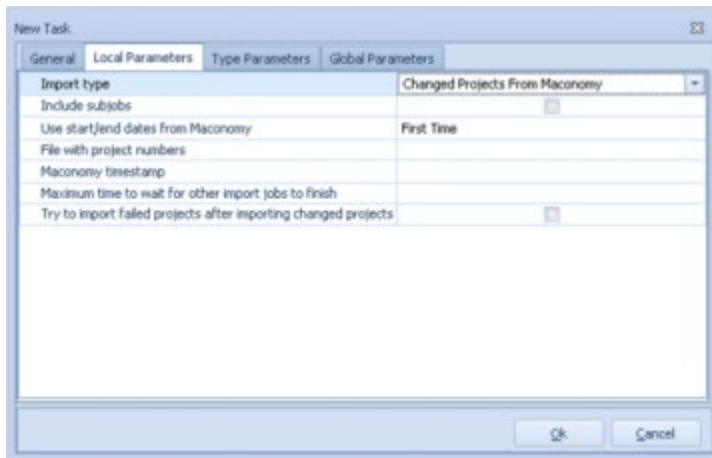 New Task
General Local Parameters Type Parameters Global Parameters
Import type Changed Projects From Maconomy
Include subjobs
Use start/end dates from Maconomy First Time
File with project numbers
Maconomy timestamp
Maximum time to wait for other import jobs to finish
Try to import failed projects after importing changed projects
Ok Cancel